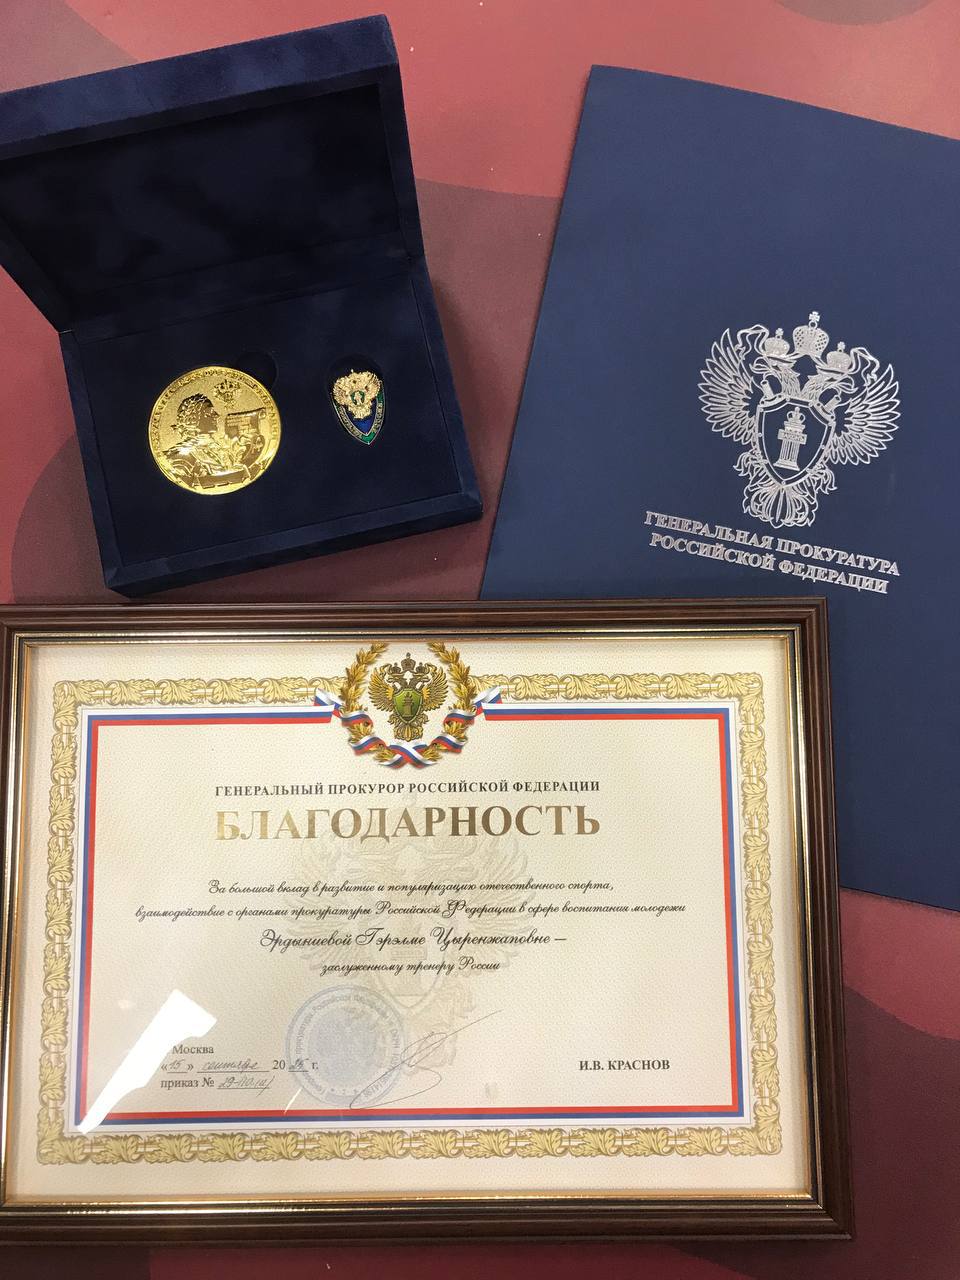 ГЕНЕРАЛЬНАЯ ПРОКУРАТУРА
РОССИЙСКОЙ ФЕДЕРАЦИИ
ГЕНЕРАЛЬНЫЙ ПРОКУРОР РОССИЙСКОЙ ФЕДЕРАЦИИ
БЛАГОДАРНОСТЬ
За большой вклад в развитие и популяризацию отечественного спорта,
взаимодействие с органами прокуратуры Российской Федерации в сфере воспитания молодежи
Эрдыниевой Гэрэлме Цыренжаповне —
заслуженному тренеру России
Москва
«15» сентября 2025 г.
приказ №
И.В. КРАСНОВ